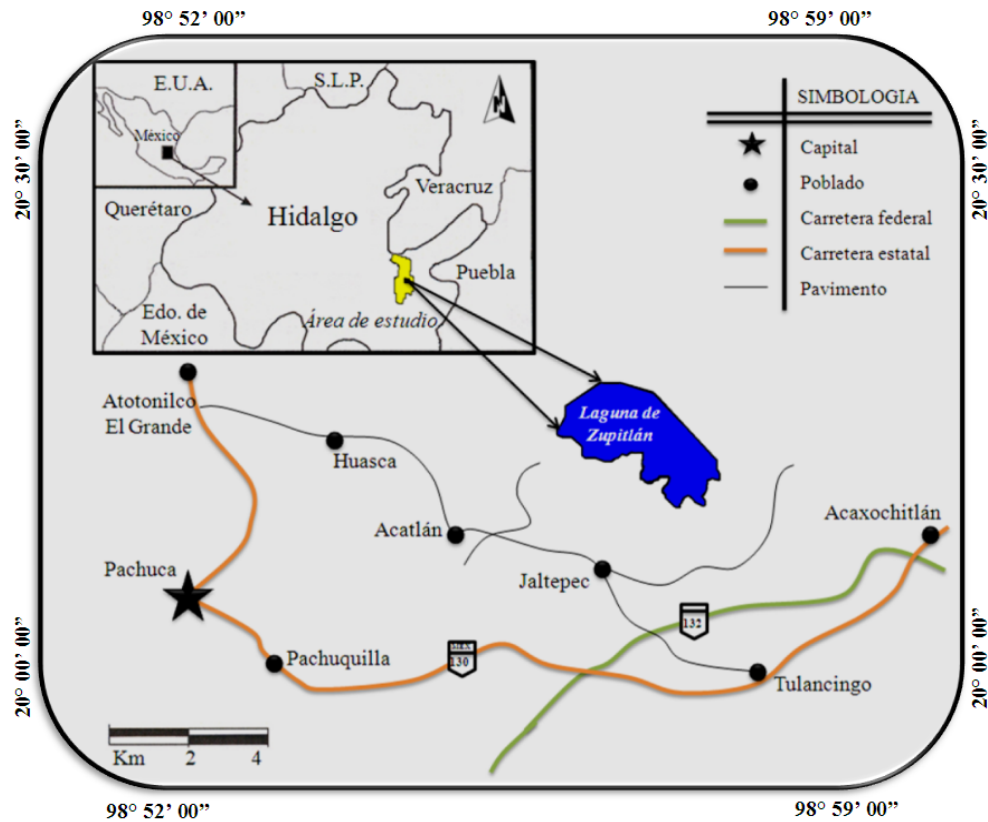 98° 52’ 00”
98° 59’ 00”
20° 30’ 00”
20° 30’ 00”
E.U.A.
S.L.P.
N
México
Querétaro
Hidalgo
Veracruz
Puebla
Edo. de
México
Área de estudio
SIMBOLOGIA
Capital
Poblado
Carretera federal
Carretera estatal
Pavimento
Laguna de
Zupitlán
Atotonilco
El Grande
Huasca
Acatlán
Acaxochitlán
Pachuca
Jaltepec
132
Pachuquilla
130
Tulancingo
20° 00’ 00”
20° 00’ 00”
Km
2
4
98° 52’ 00”
98° 59’ 00”